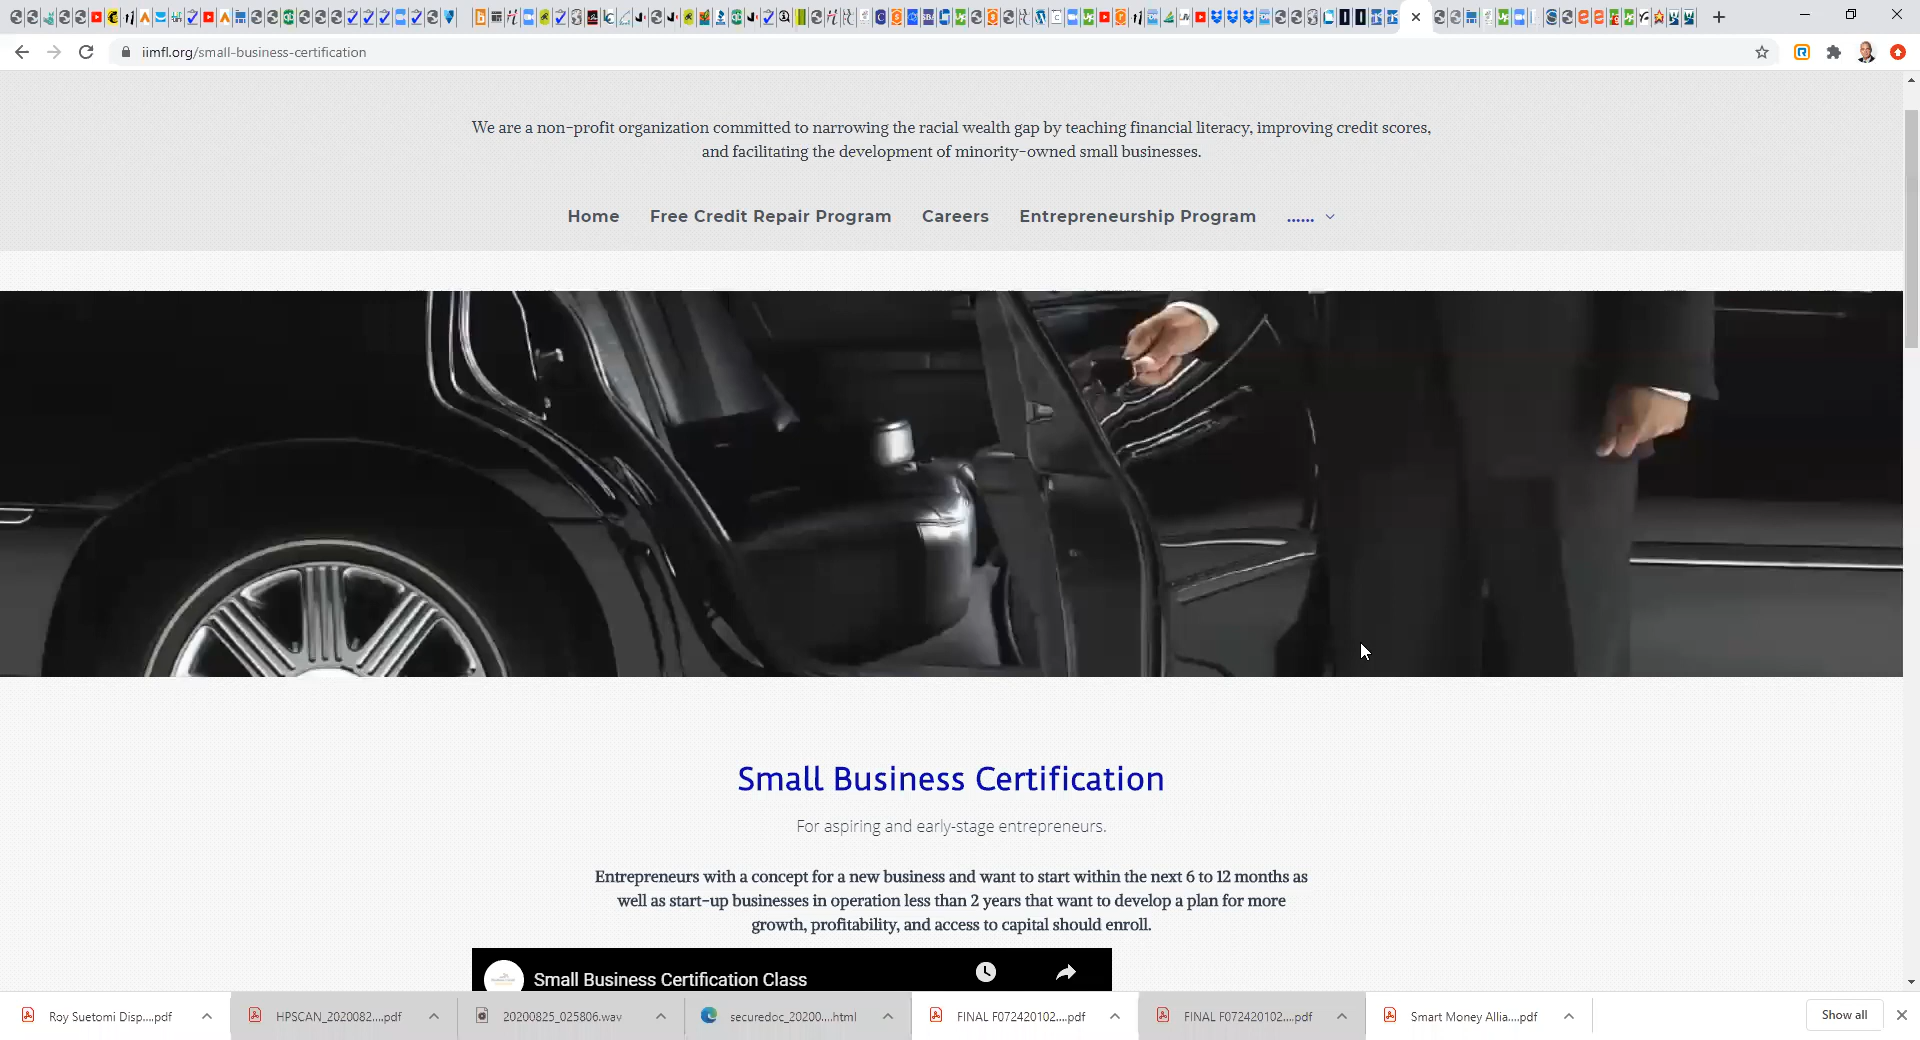 iimfl.org/small-business-certification
We are a non-profit organization committed to narrowing the racial wealth gap by teaching financial literacy, improving credit scores,
and facilitating the development of minority-owned small businesses.
Home Free Credit Repair Program Careers Entrepreneurship Program ......
Small Business Certification
For aspiring and early-stage entrepreneurs.
Entrepreneurs with a concept for a new business and want to start within the next 6 to 12 months as
well as start-up businesses in operation less than 2 years that want to develop a plan for more
growth, profitability, and access to capital should enroll.
Small Business Certification Class
Roy Suetomi Disp....pdf HPSCAN_2020082....pdf 20200825_025806.wav securedoc_20200....html FINAL F072420102....pdf FINAL F072420102....pdf Smart Money Allia....pdf Show all